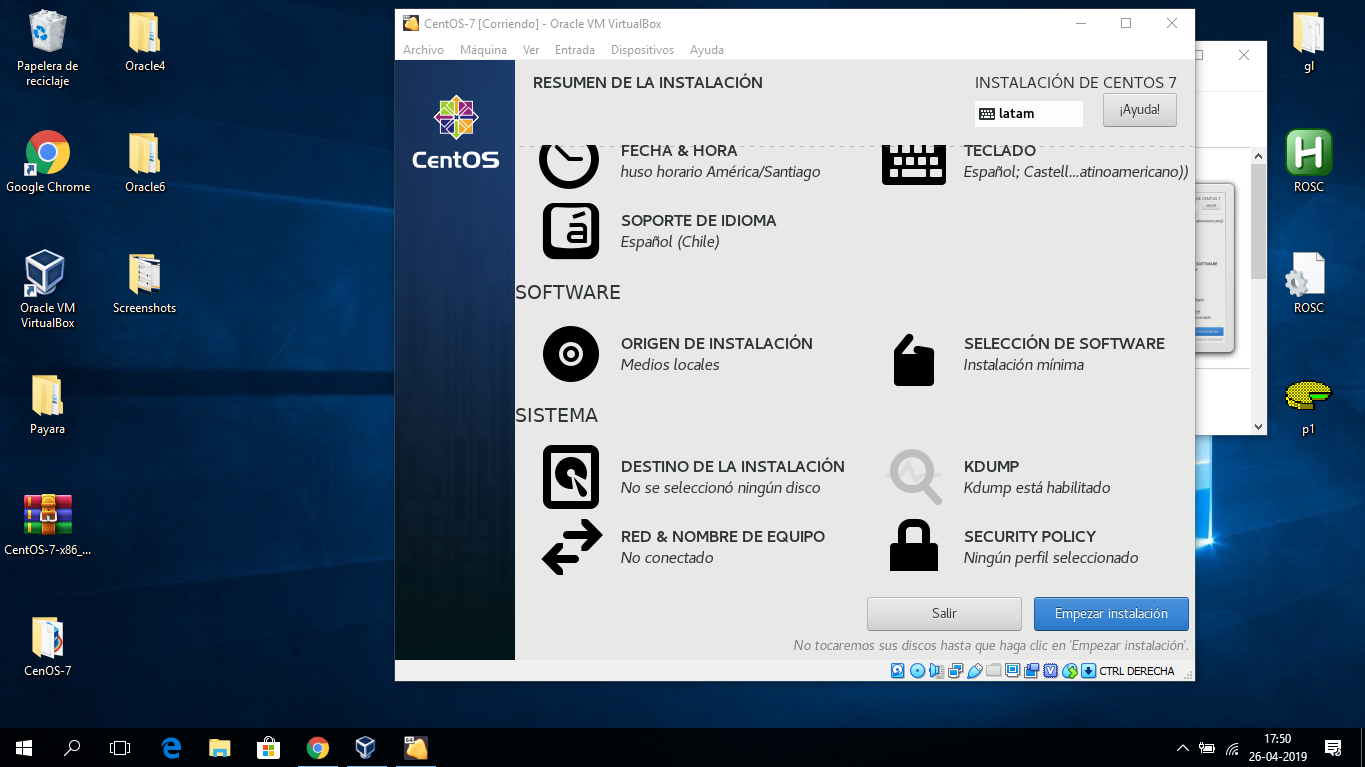 Papelera de
reciclaje
Oracle4
Google Chrome
Oracle6
Oracle VM
VirtualBox
Screenshots
Payara
CentOS-7-x86_...
CenOS-7
CentOS-7 [Corriendo] - Oracle VM VirtualBox
Archivo Máquina Ver Entrada Dispositivos Ayuda
CentOS
RESUMEN DE LA INSTALACIÓN
INSTALACIÓN DE CENTOS 7
latam
¡Ayuda!
FECHA & HORA
huso horario América/Santiago
TECLADO
Español; Castell...atinoamericano))
SOPORTE DE IDIOMA
Español (Chile)
SOFTWARE
ORIGEN DE INSTALACIÓN
Medios locales
SELECCIÓN DE SOFTWARE
Instalación mínima
SISTEMA
DESTINO DE LA INSTALACIÓN
No se seleccionó ningún disco
KDUMP
Kdump está habilitado
RED & NOMBRE DE EQUIPO
No conectado
SECURITY POLICY
Ningún perfil seleccionado
Salir
Empezar instalación
No tocaremos sus discos hasta que haga clic en 'Empezar instalación'.
CTRL DERECHA
gl
H
ROSC
ROSC
p1
17:50
26-04-2019